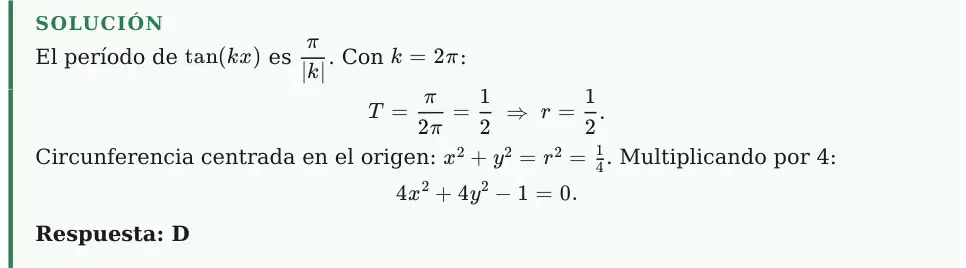 SOLUCIÓN
El período de tan(kx) es π/|k|. Con k = 2π:
T = π/2π = 1/2 ⇒ r = 1/2.
Circunferencia centrada en el origen: x² + y² = r² = 1/4. Multiplicando por 4:
4x² + 4y² − 1 = 0.
Respuesta: D